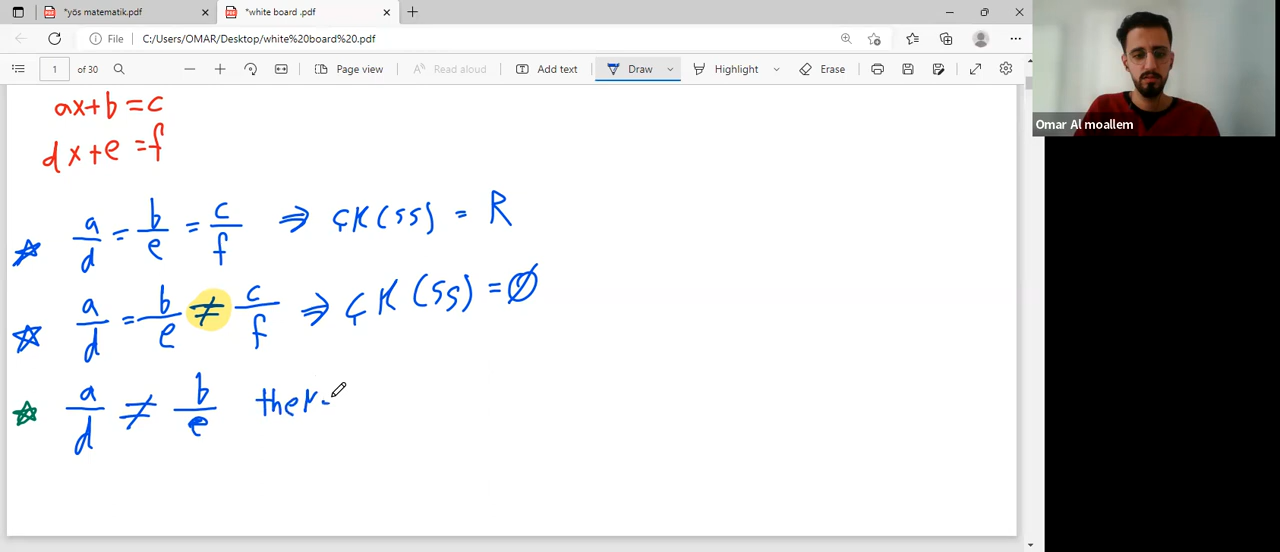 *yös matematik.pdf
*white board .pdf
File C:/Users/OMAR/Desktop/white%20board%20.pdf
1 of 30 Page view Read aloud Add text Draw Highlight Erase
Omar Al moallem
ax+b=c
dx+e=f
a/d = b/e = c/f ⇒ ÇK(SS) = R
a/d = b/e ≠ c/f ⇒ ÇK(SS) = ∅
a/d ≠ b/e ther